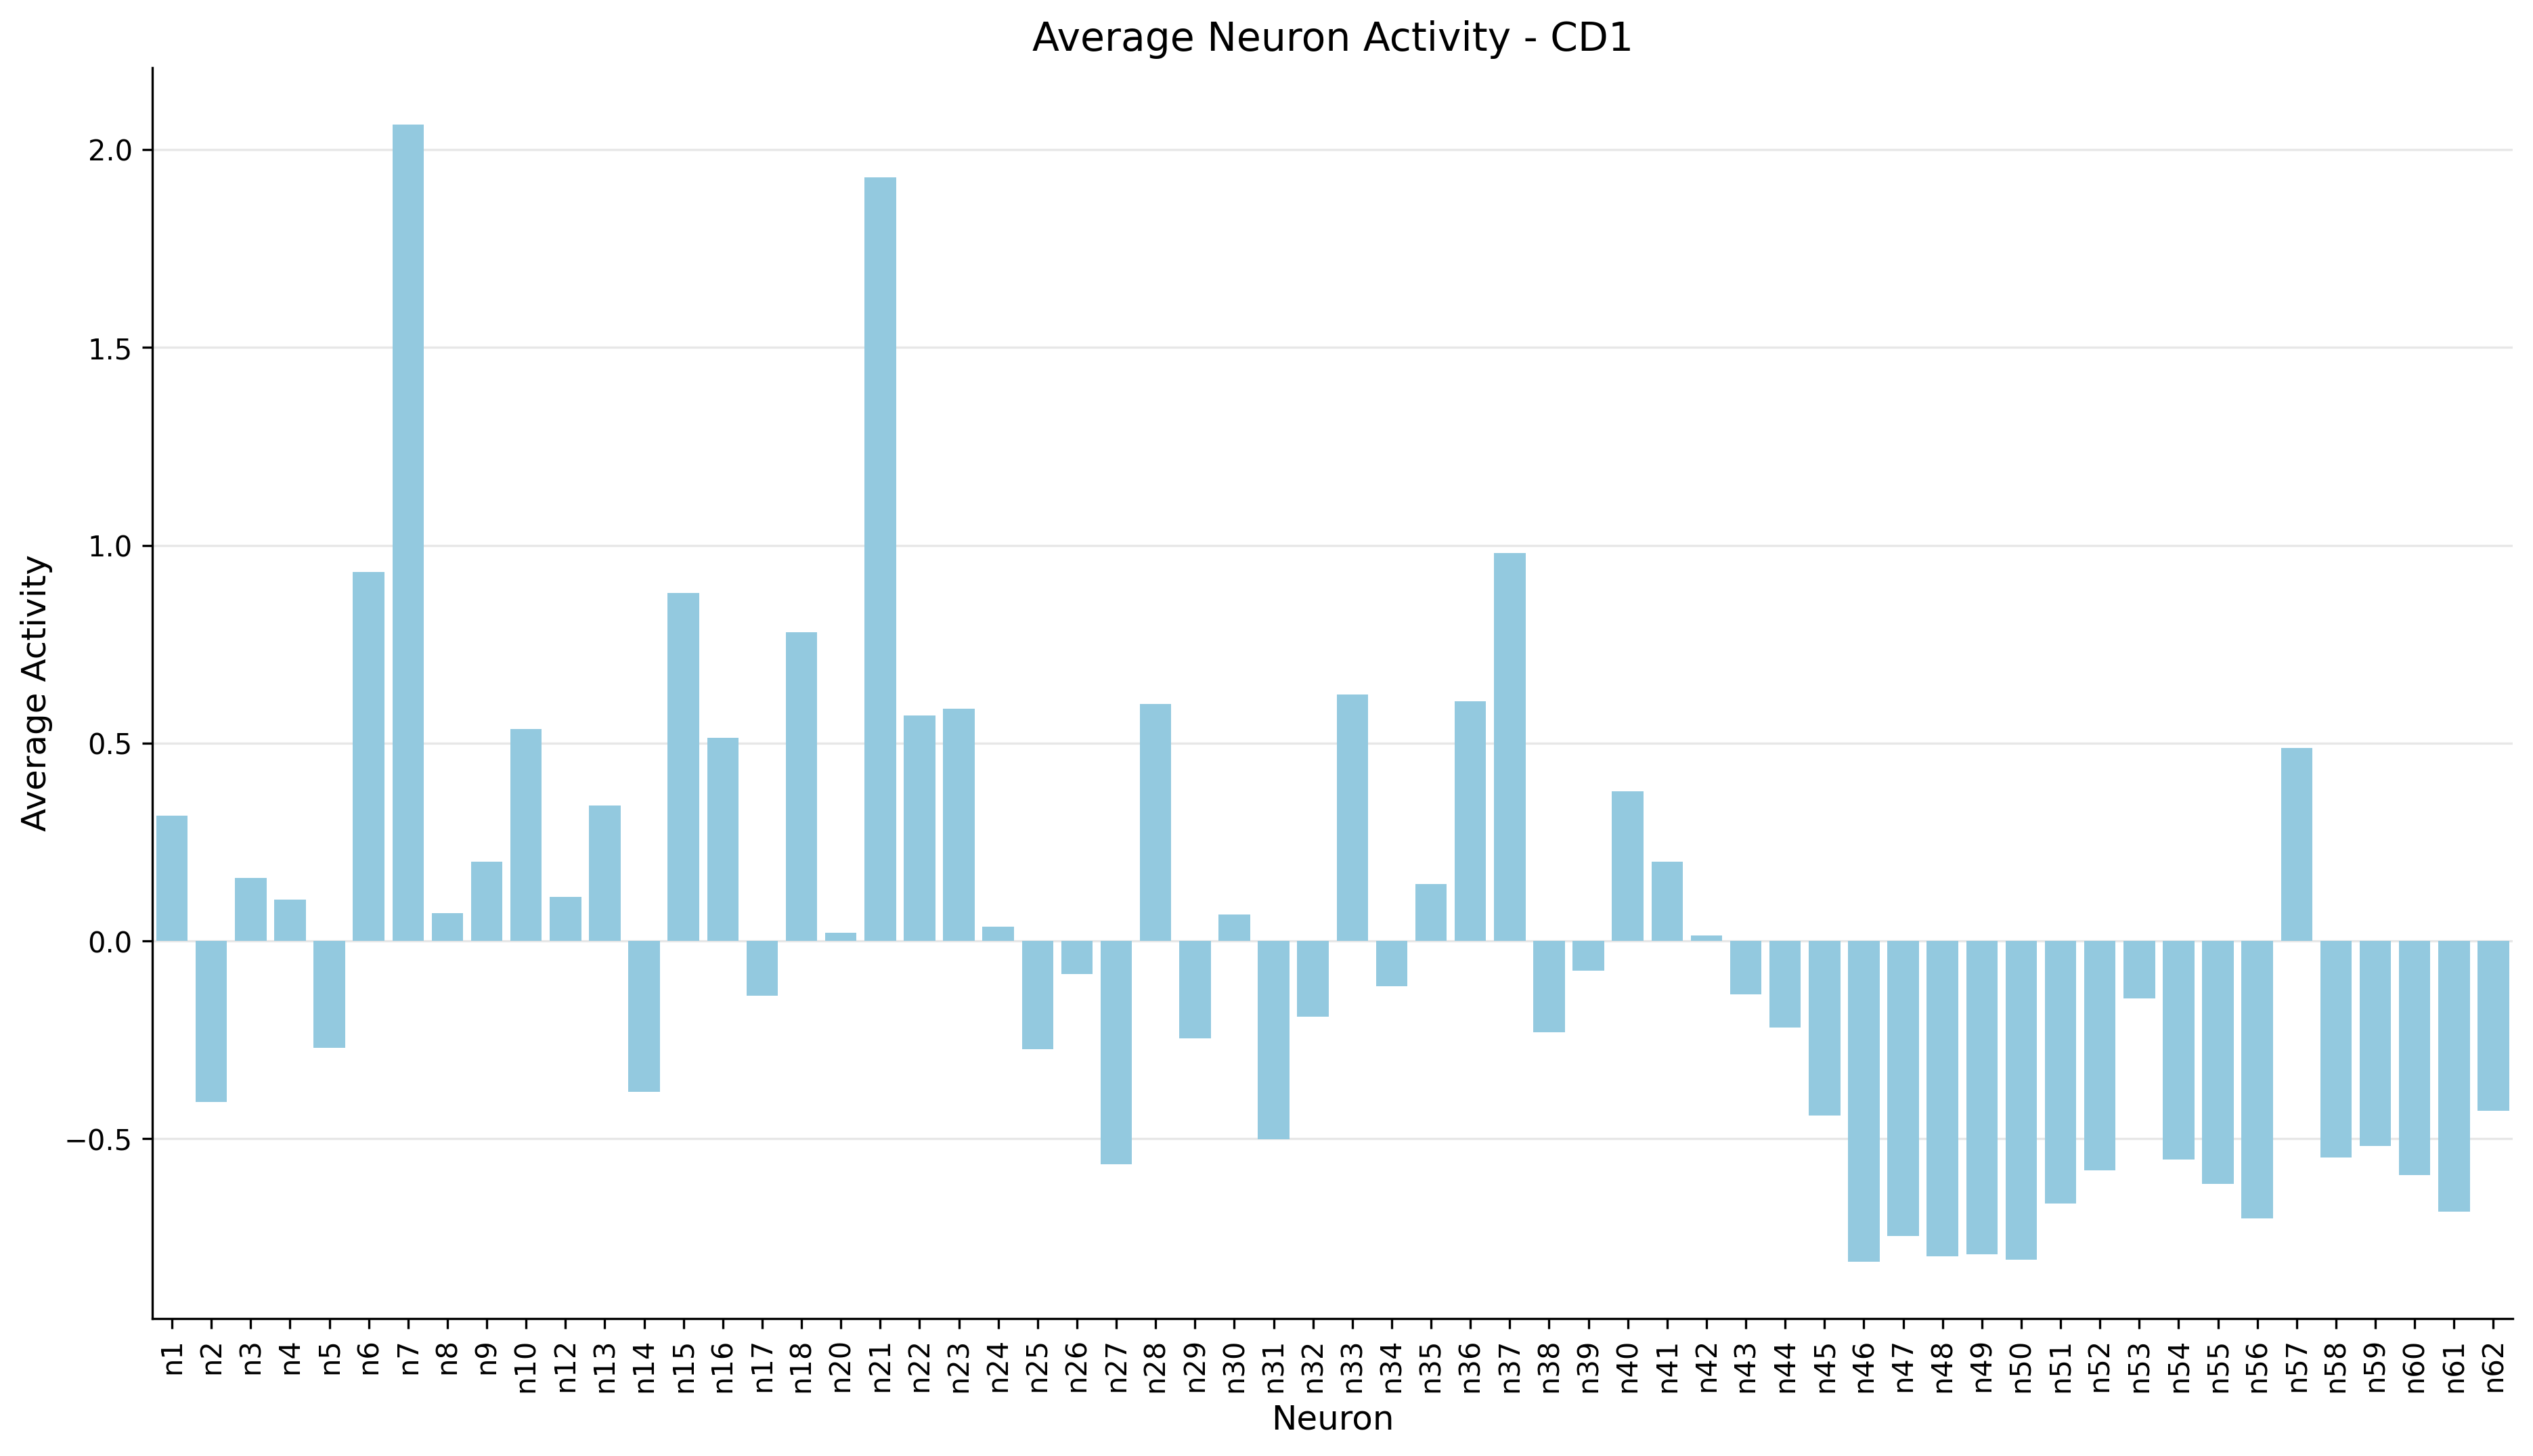 Average Neuron Activity - CD1
Average Activity
2.0
1.5
1.0
0.5
0.0
−0.5
n1 n2 n3 n4 n5 n6 n7 n8 n9 n10 n12 n13 n14 n15 n16 n17 n18 n20 n21 n22 n23 n24 n25 n26 n27 n28 n29 n30 n31 n32 n33 n34 n35 n36 n37 n38 n39 n40 n41 n42 n43 n44 n45 n46 n47 n48 n49 n50 n51 n52 n53 n54 n55 n56 n57 n58 n59 n60 n61 n62
Neuron